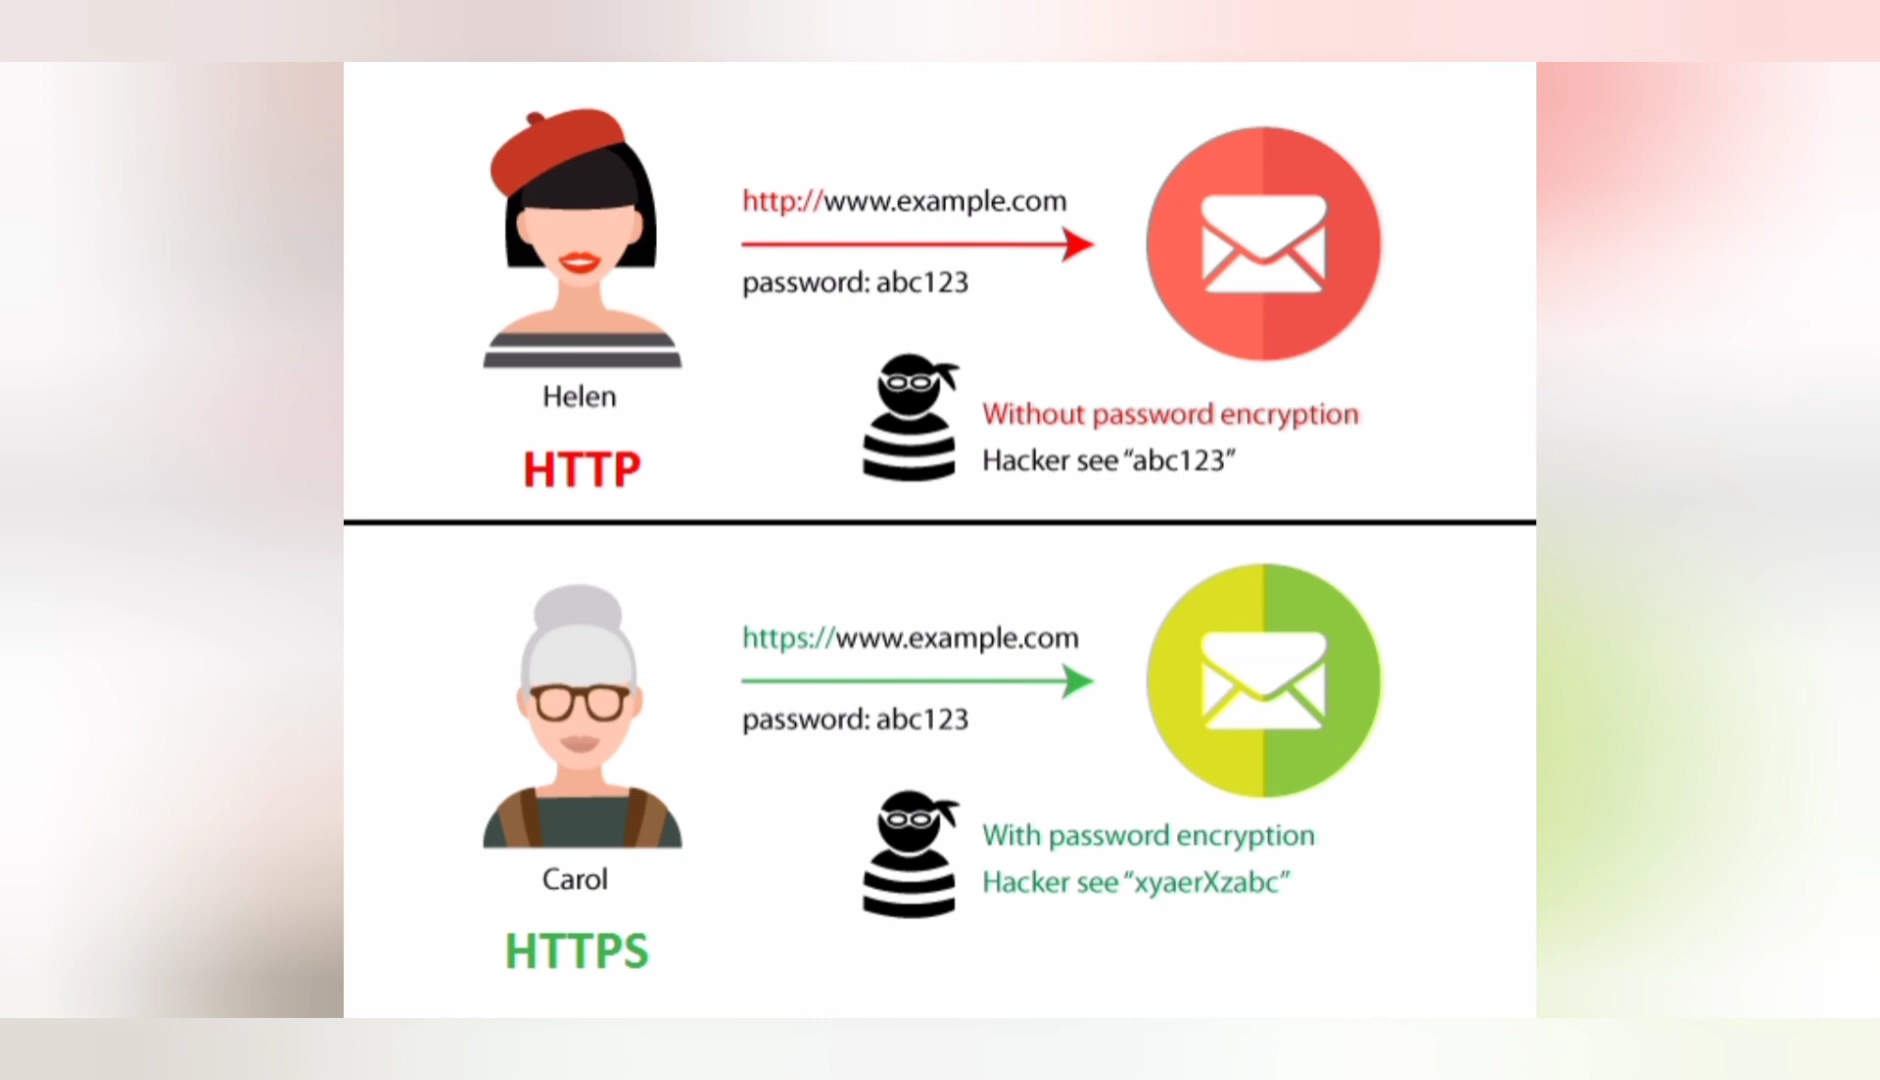 http://www.example.com
password: abc123
Helen
HTTP
Without password encryption
Hacker see “abc123”
https://www.example.com
password: abc123
Carol
HTTPS
With password encryption
Hacker see “xyaerXzabc”